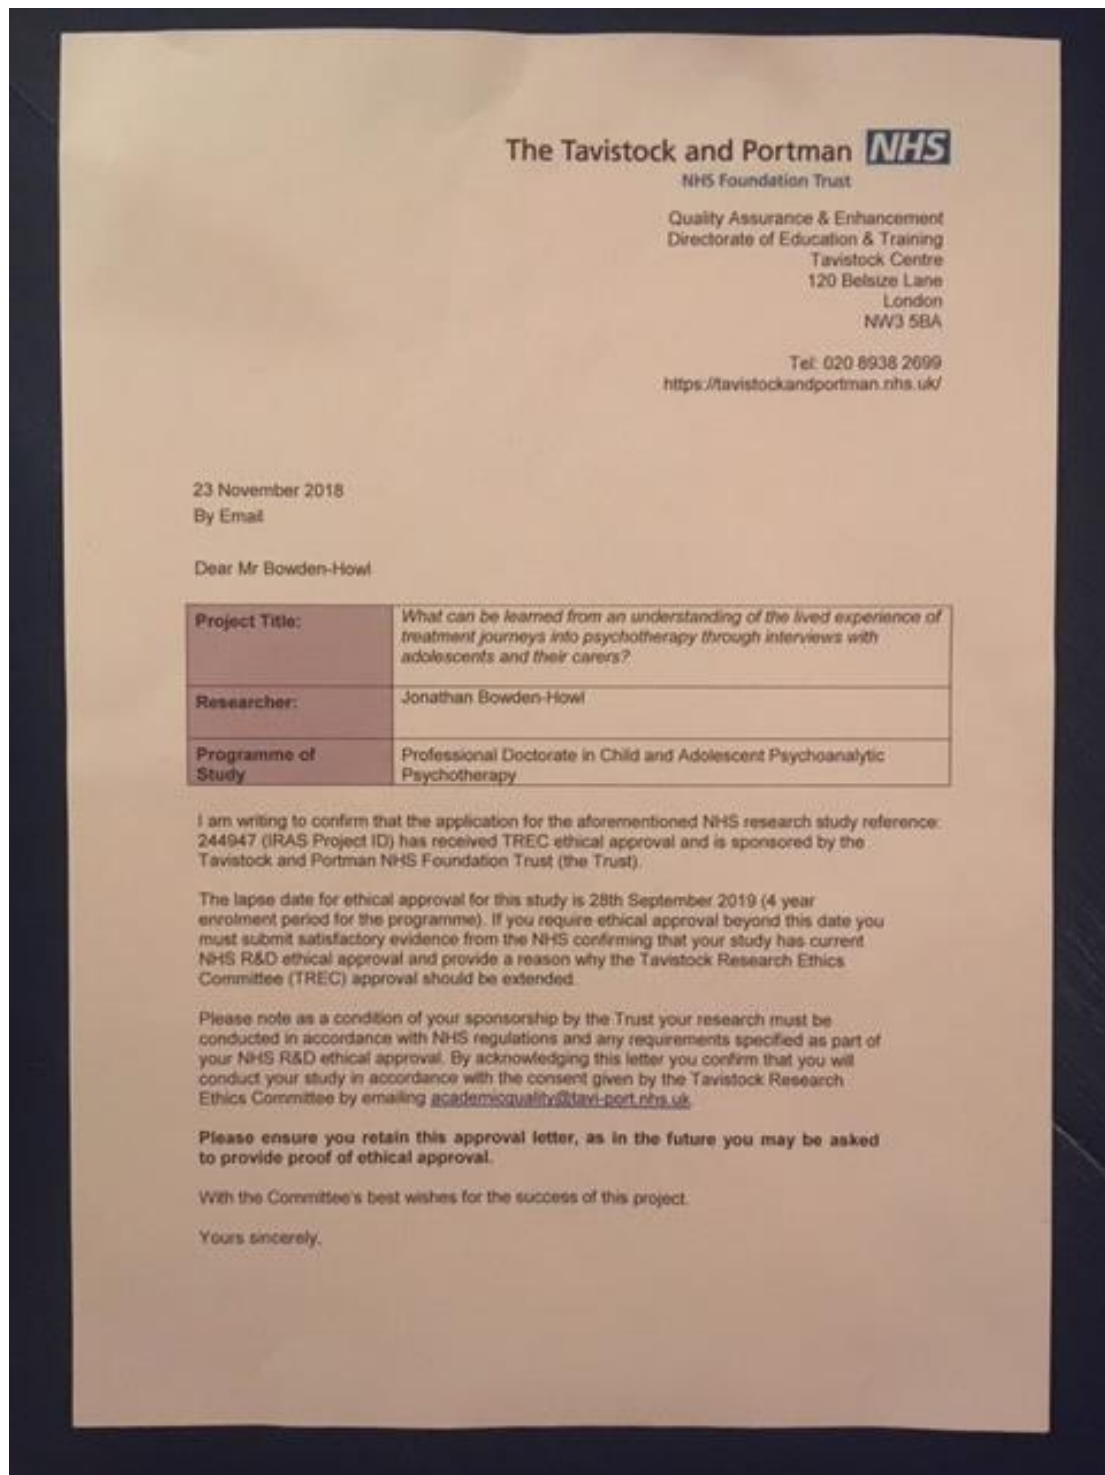 The Tavistock and Portman NHS
NHS Foundation Trust
Quality Assurance & Enhancement
Directorate of Education & Training
Tavistock Centre
120 Belsize Lane
London
NW3 5BA
Tel: 020 8938 2699
https://tavistockandportman.nhs.uk/
23 November 2018
By Email
Dear Mr Bowden-Howl
Project Title:
What can be learned from an understanding of the lived experience of
treatment journeys into psychotherapy through interviews with
adolescents and their carers?
Researcher:
Jonathan Bowden-Howl
Programme of
Study
Professional Doctorate in Child and Adolescent Psychoanalytic
Psychotherapy
I am writing to confirm that the application for the aforementioned NHS research study reference:
244947 (IRAS Project ID) has received TREC ethical approval and is sponsored by the
Tavistock and Portman NHS Foundation Trust (the Trust).
The lapse date for ethical approval for this study is 28th September 2019 (4 year
enrolment period for the programme). If you require ethical approval beyond this date you
must submit satisfactory evidence from the NHS confirming that your study has current
NHS R&D ethical approval and provide a reason why the Tavistock Research Ethics
Committee (TREC) approval should be extended.
Please note as a condition of your sponsorship by the Trust your research must be
conducted in accordance with NHS regulations and any requirements specified as part of
your NHS R&D ethical approval. By acknowledging this letter you confirm that you will
conduct your study in accordance with the consent given by the Tavistock Research
Ethics Committee by emailing academicquality@tavi-port.nhs.uk.
Please ensure you retain this approval letter, as in the future you may be asked
to provide proof of ethical approval.
With the Committee's best wishes for the success of this project.
Yours sincerely,